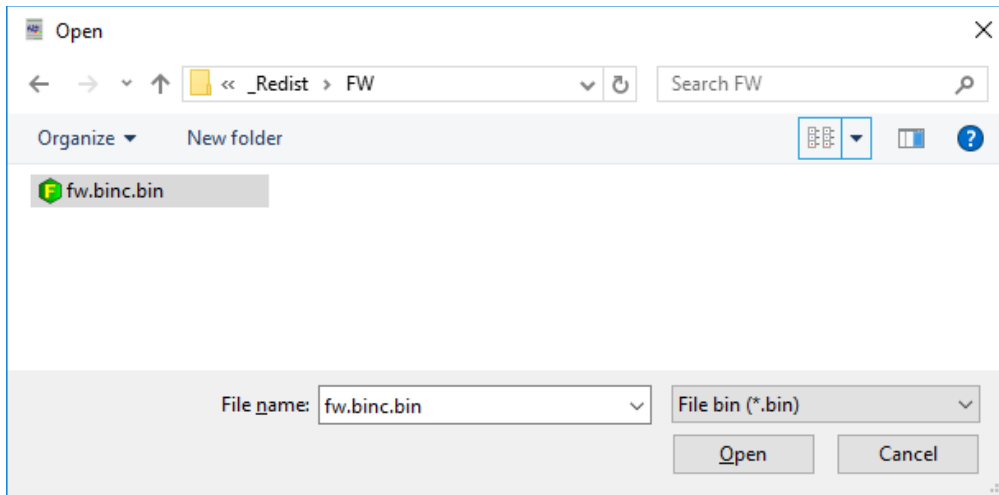 Open
« _Redist > FW
Search FW
Organize
New folder
?
F fw.binc.bin
File name: fw.binc.bin
File bin (*.bin)
Open
Cancel